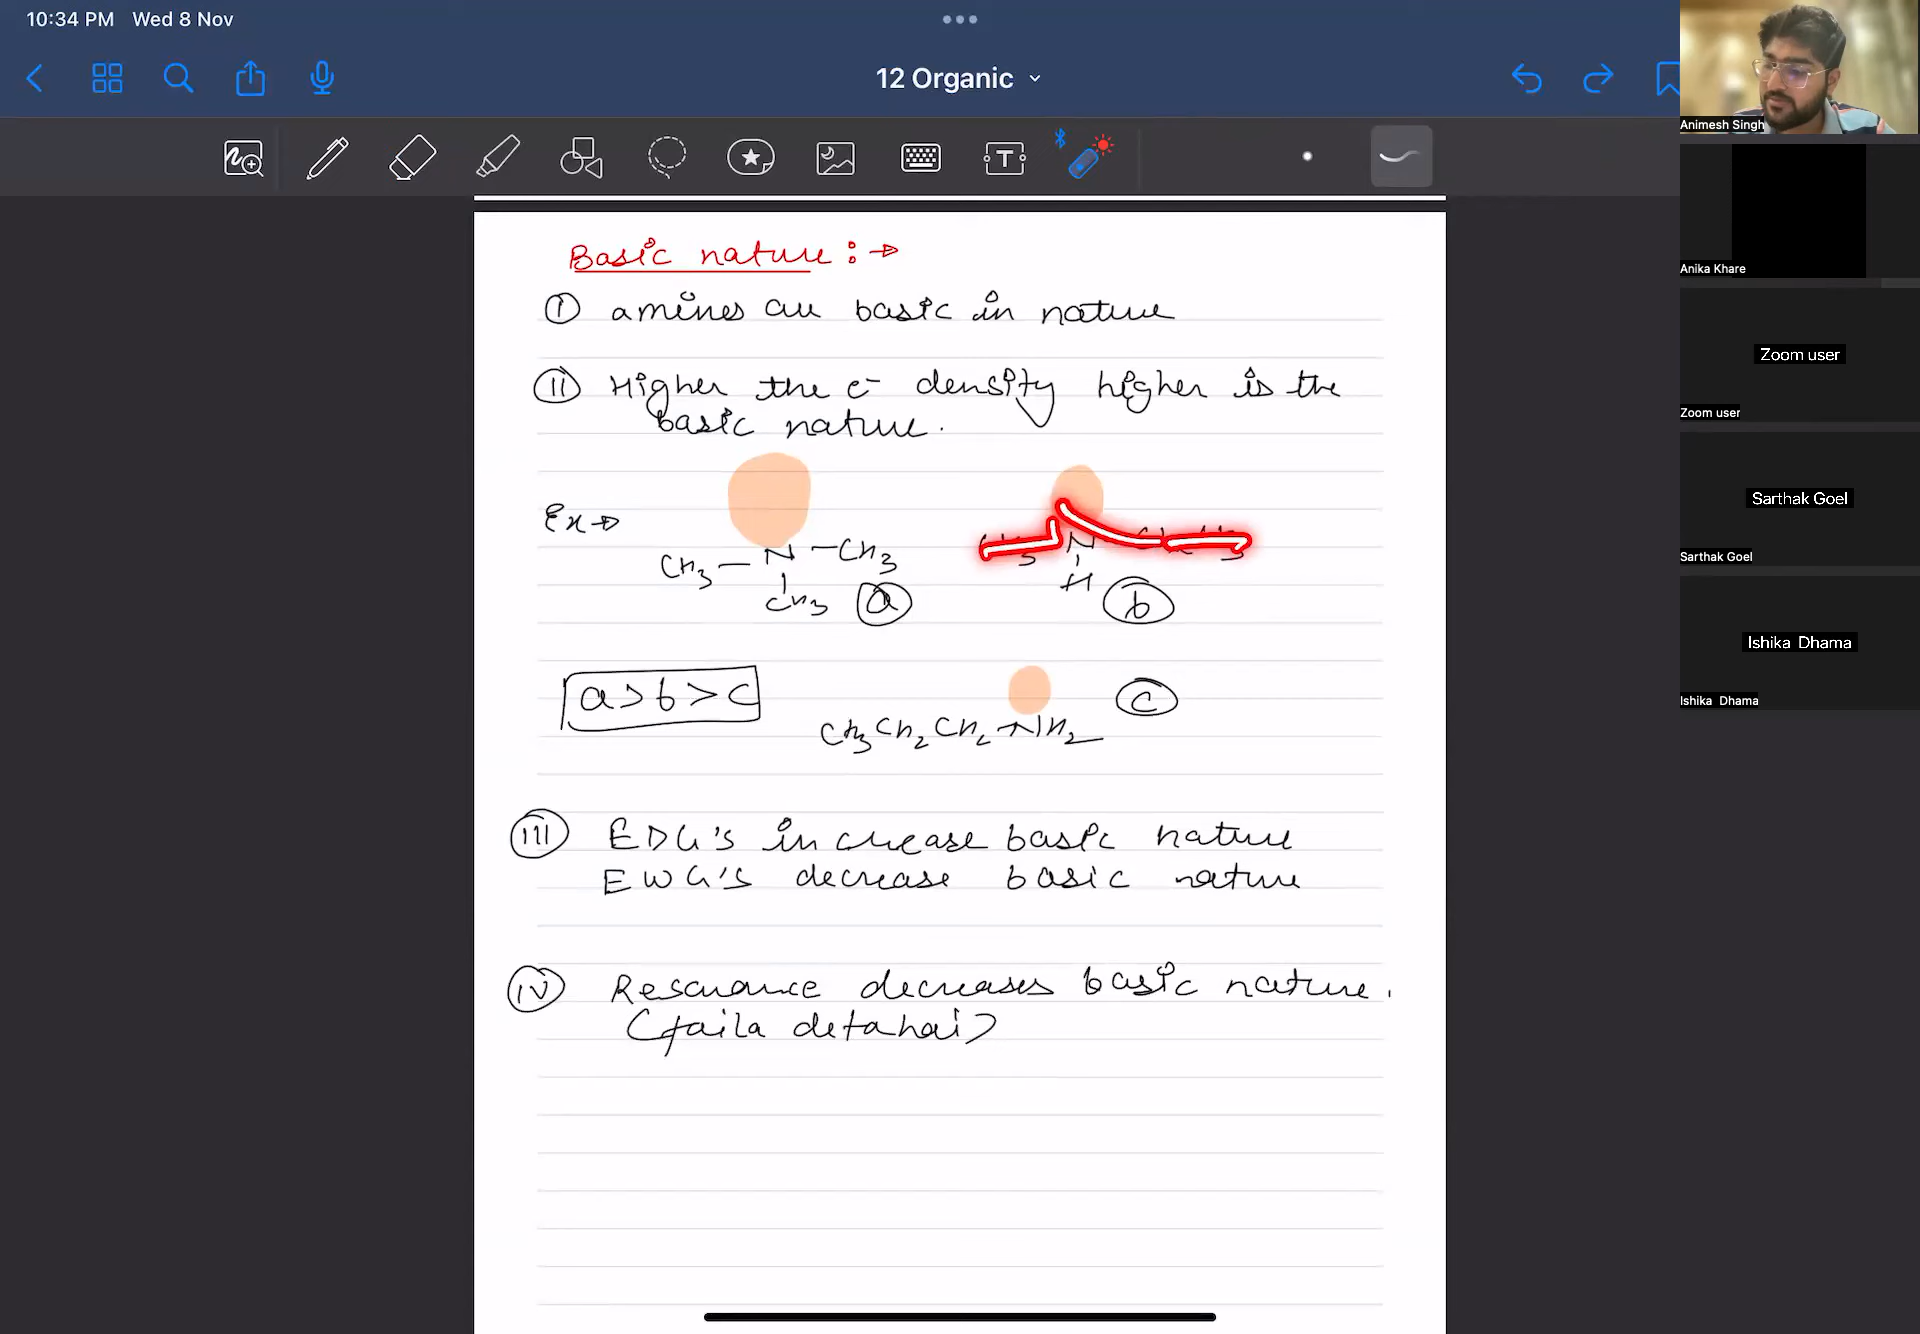 10:34 PM Wed 8 Nov
12 Organic
Basic nature :→
I amines are basic in nature
II Higher the e- density higher is the
basic nature.
Ex→
CH3 — N — CH3
CH3 a
N
H b
a > b > c
c
CH3CH2CH2-NH2
III EDG's increase basic nature
EWG's decrease basic nature
IV Resonance decreases basic nature.
(faila deta hai)
Animesh Singh
Anika Khare
Zoom user
Zoom user
Sarthak Goel
Sarthak Goel
Ishika Dhama
Ishika Dhama